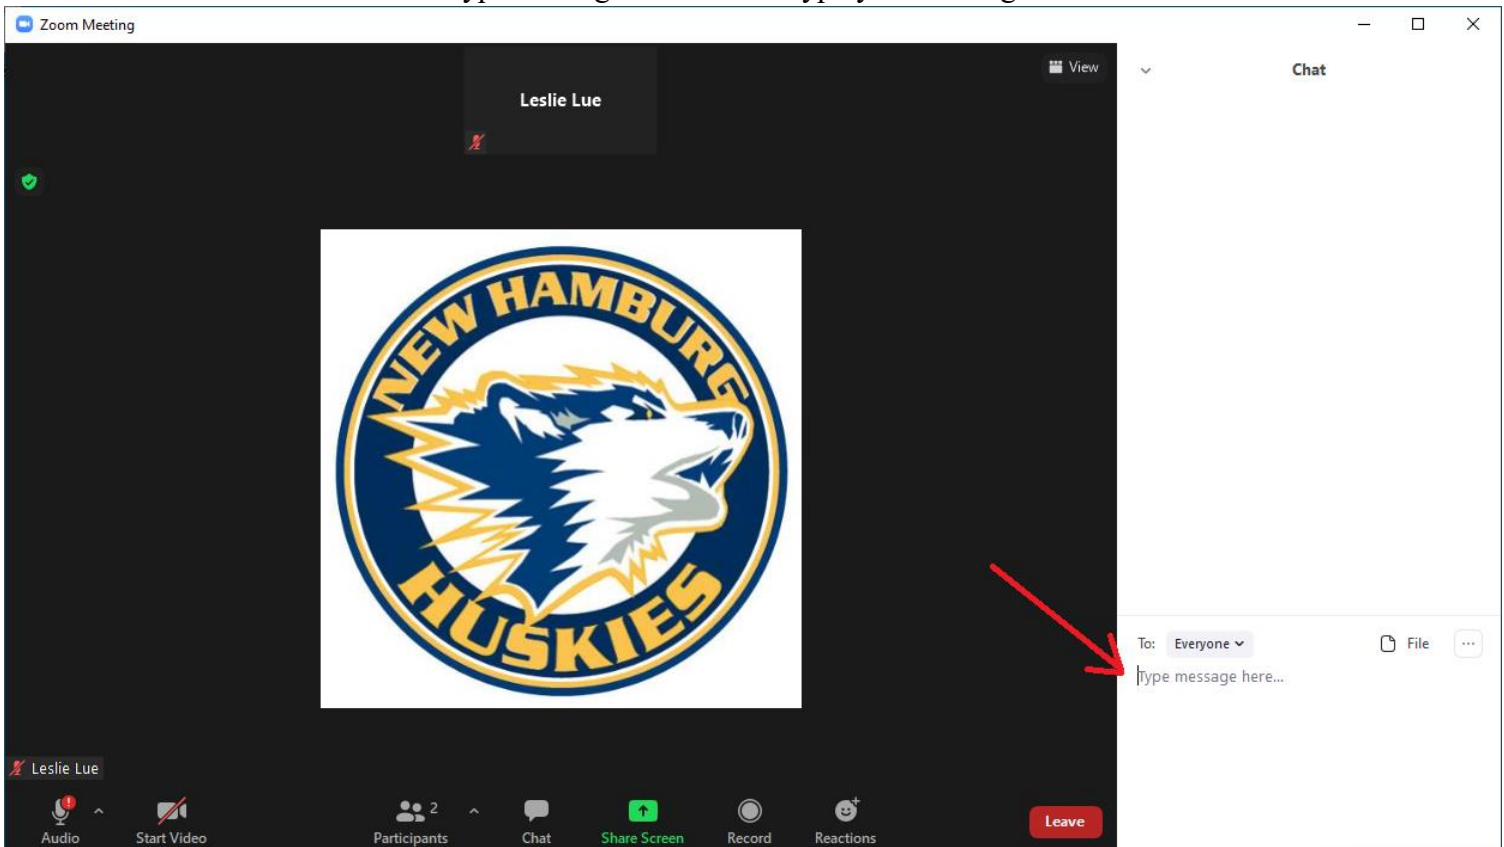 Zoom Meeting
View
Chat
Leslie Lue
NEW HAMBURG
HUSKIES
To: Everyone File ...
Type message here...
Leslie Lue
2
Audio Start Video Participants Chat Share Screen Record Reactions Leave